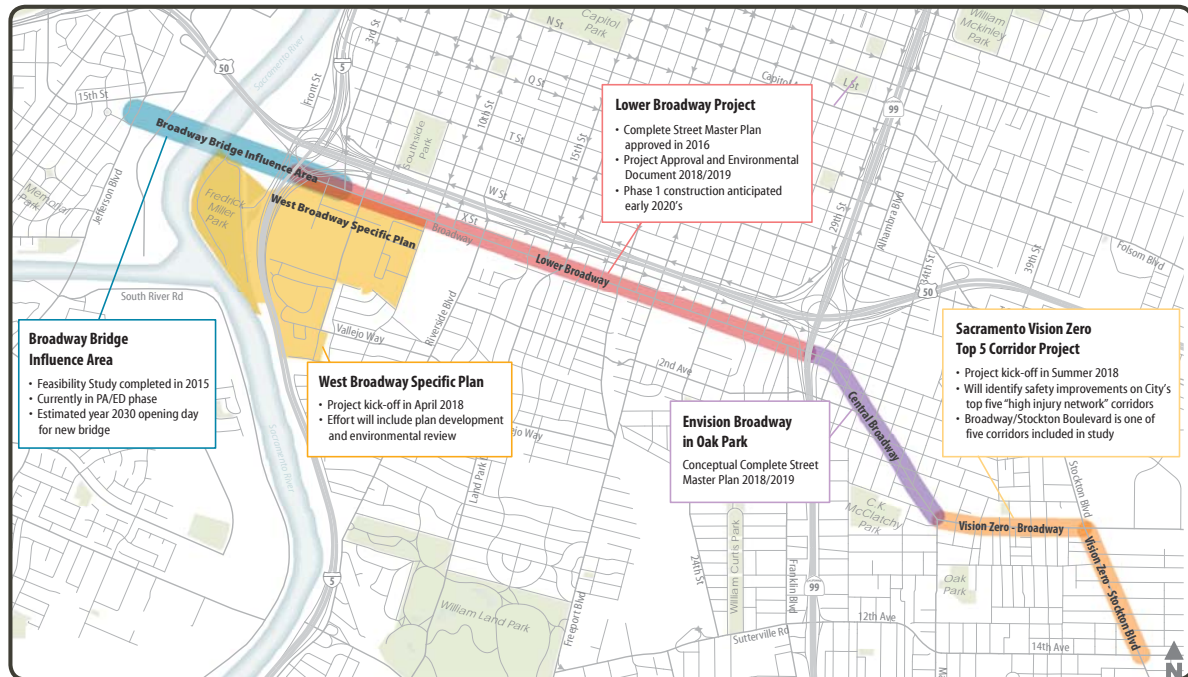 Capitol Park
William McKinley Park
N St
3rd St
5
50
Sacramento River
Front St
Q St
10th St
T St
15th St
Capitol A
L St
99
15th St
Broadway Bridge Influence Area
Southside Park
W St
X St
Broadway
29th St
Alhambra Blvd
34th St
39th St
Folsom Blvd
50
Memorial Park
Jefferson Blvd
Fredrick Miller Park
West Broadway Specific Plan
Lower Broadway
Lower Broadway Project
• Complete Street Master Plan
approved in 2016
• Project Approval and Environmental
Document 2018/2019
• Phase 1 construction anticipated
early 2020's
South River Rd
Riverside Blvd
Vallejo Way
2nd Ave
Broadway Bridge
Influence Area
• Feasibility Study completed in 2015
• Currently in PA/ED phase
• Estimated year 2030 opening day
for new bridge
West Broadway Specific Plan
• Project kick-off in April 2018
• Effort will include plan development
and environmental review
ejo Way
Land Park
Sacramento River
Envision Broadway
in Oak Park
Conceptual Complete Street
Master Plan 2018/2019
Central Broadway
Sacramento Vision Zero
Top 5 Corridor Project
• Project kick-off in Summer 2018
• Will identify safety improvements on City's
top five "high injury network" corridors
• Broadway/Stockton Boulevard is one of
five corridors included in study
Stockton Blvd
C.K. McClatchy Park
Vision Zero - Broadway
Vision Zero - Stockton Blvd
Oak Park
24th St
William Curtis Park
Franklin Blvd
99
5
William Land Park
Freeport Blvd
Sutterville Rd
12th Ave
14th Ave
N